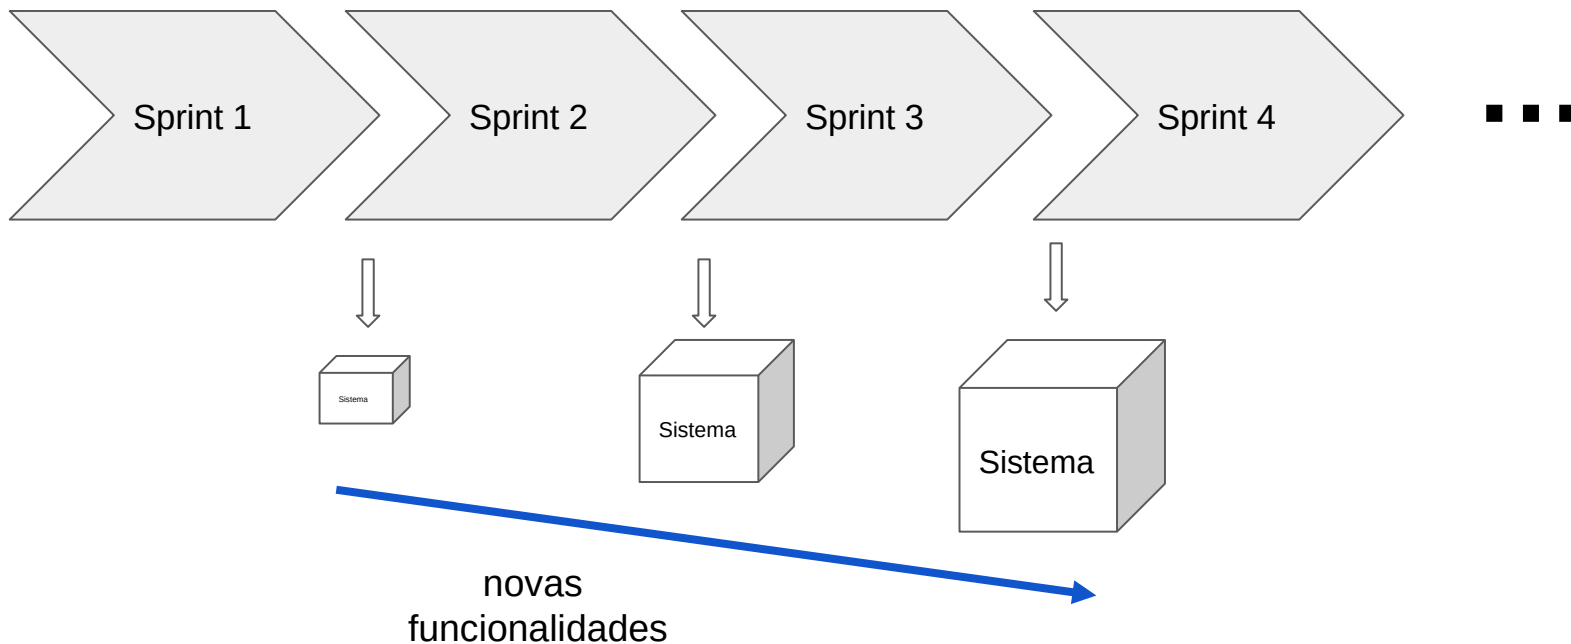 Sprint 1
Sprint 2
Sprint 3
Sprint 4
...
Sistema
Sistema
Sistema
novas
funcionalidades